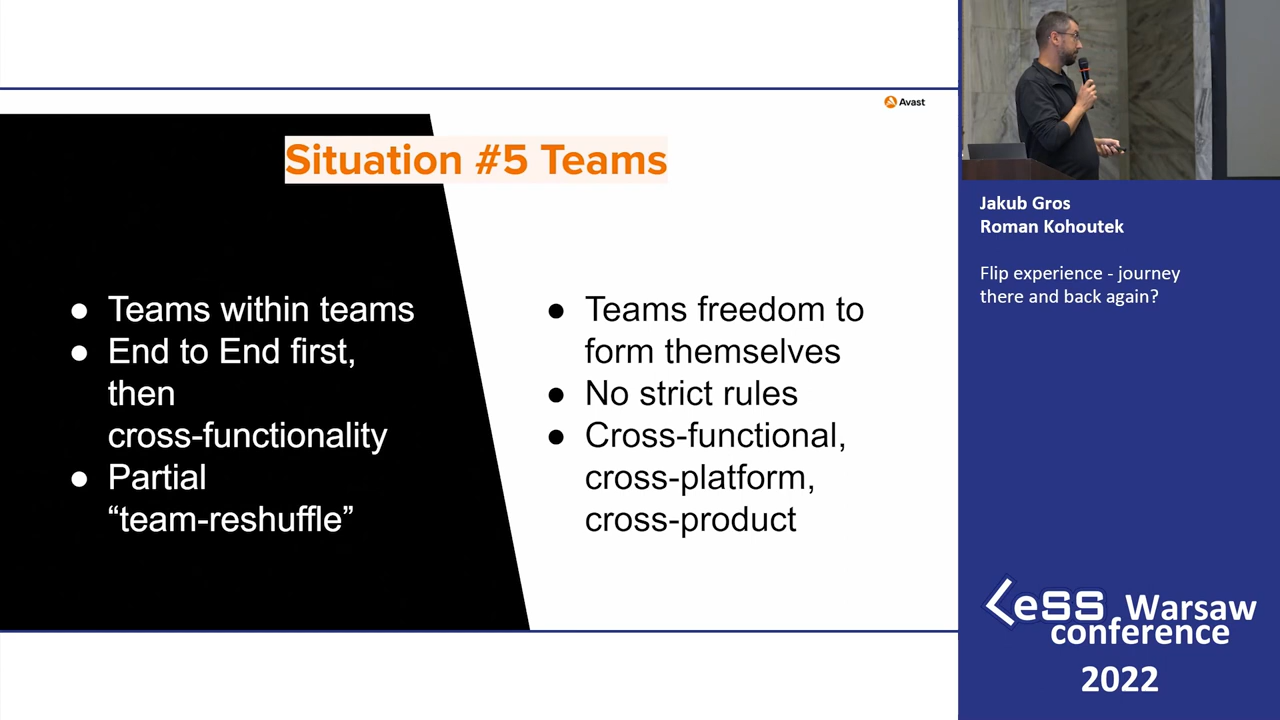 Avast
Situation #5 Teams
● Teams within teams
● End to End first,
then
cross-functionality
● Partial
“team-reshuffle”
● Teams freedom to
form themselves
● No strict rules
● Cross-functional,
cross-platform,
cross-product
Jakub Gros
Roman Kohoutek
Flip experience - journey
there and back again?
LeSS Warsaw
conference
2022